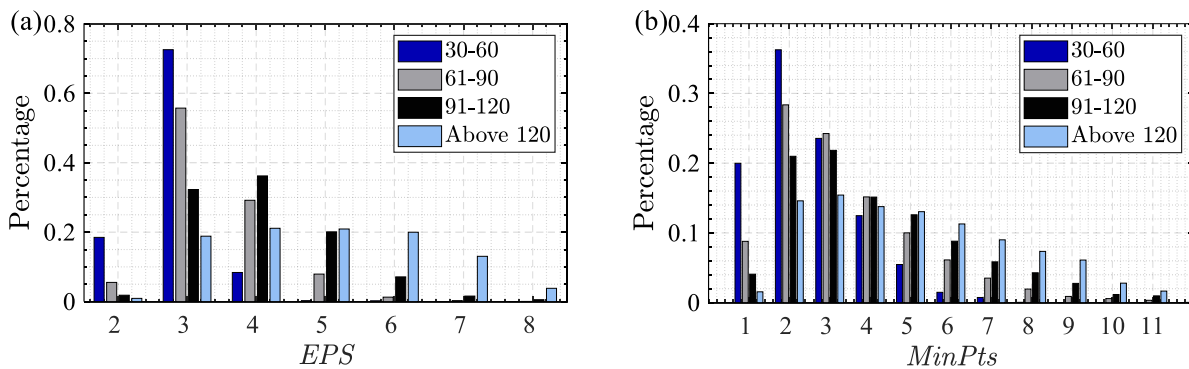 (a)
0.8
0.6
0.4
0.2
0
Percentage
30-60
61-90
91-120
Above 120
2 3 4 5 6 7 8
EPS
(b)
0.4
0.3
0.2
0.1
0
Percentage
30-60
61-90
91-120
Above 120
1 2 3 4 5 6 7 8 9 10 11
MinPts